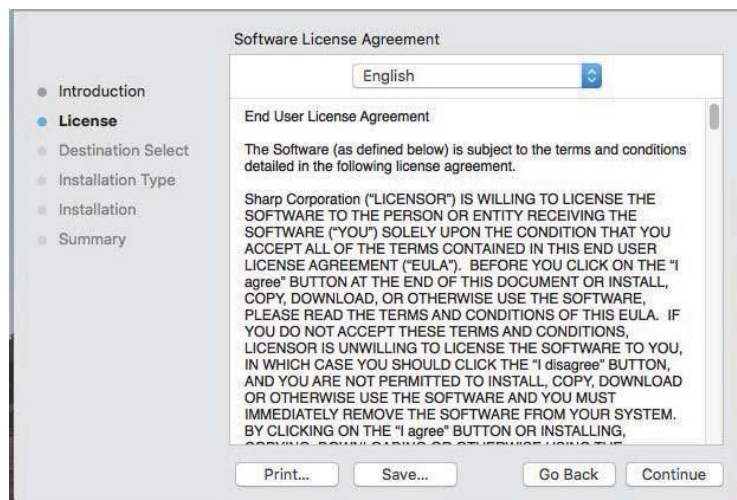 Software License Agreement
English
Introduction
License
Destination Select
Installation Type
Installation
Summary
End User License Agreement
The Software (as defined below) is subject to the terms and conditions
detailed in the following license agreement.
Sharp Corporation ("LICENSOR") IS WILLING TO LICENSE THE
SOFTWARE TO THE PERSON OR ENTITY RECEIVING THE
SOFTWARE ("YOU") SOLELY UPON THE CONDITION THAT YOU
ACCEPT ALL OF THE TERMS CONTAINED IN THIS END USER
LICENSE AGREEMENT ("EULA").  BEFORE YOU CLICK ON THE "I
agree" BUTTON AT THE END OF THIS DOCUMENT OR INSTALL,
COPY, DOWNLOAD, OR OTHERWISE USE THE SOFTWARE,
PLEASE READ THE TERMS AND CONDITIONS OF THIS EULA.  IF
YOU DO NOT ACCEPT THESE TERMS AND CONDITIONS,
LICENSOR IS UNWILLING TO LICENSE THE SOFTWARE TO YOU,
IN WHICH CASE YOU SHOULD CLICK THE "I disagree" BUTTON,
AND YOU ARE NOT PERMITTED TO INSTALL, COPY, DOWNLOAD
OR OTHERWISE USE THE SOFTWARE AND YOU MUST
IMMEDIATELY REMOVE THE SOFTWARE FROM YOUR SYSTEM.
BY CLICKING ON THE "I agree" BUTTON OR INSTALLING,
COPYING, DOWNLOADING OR OTHERWISE USING THE
Print...
Save...
Go Back
Continue